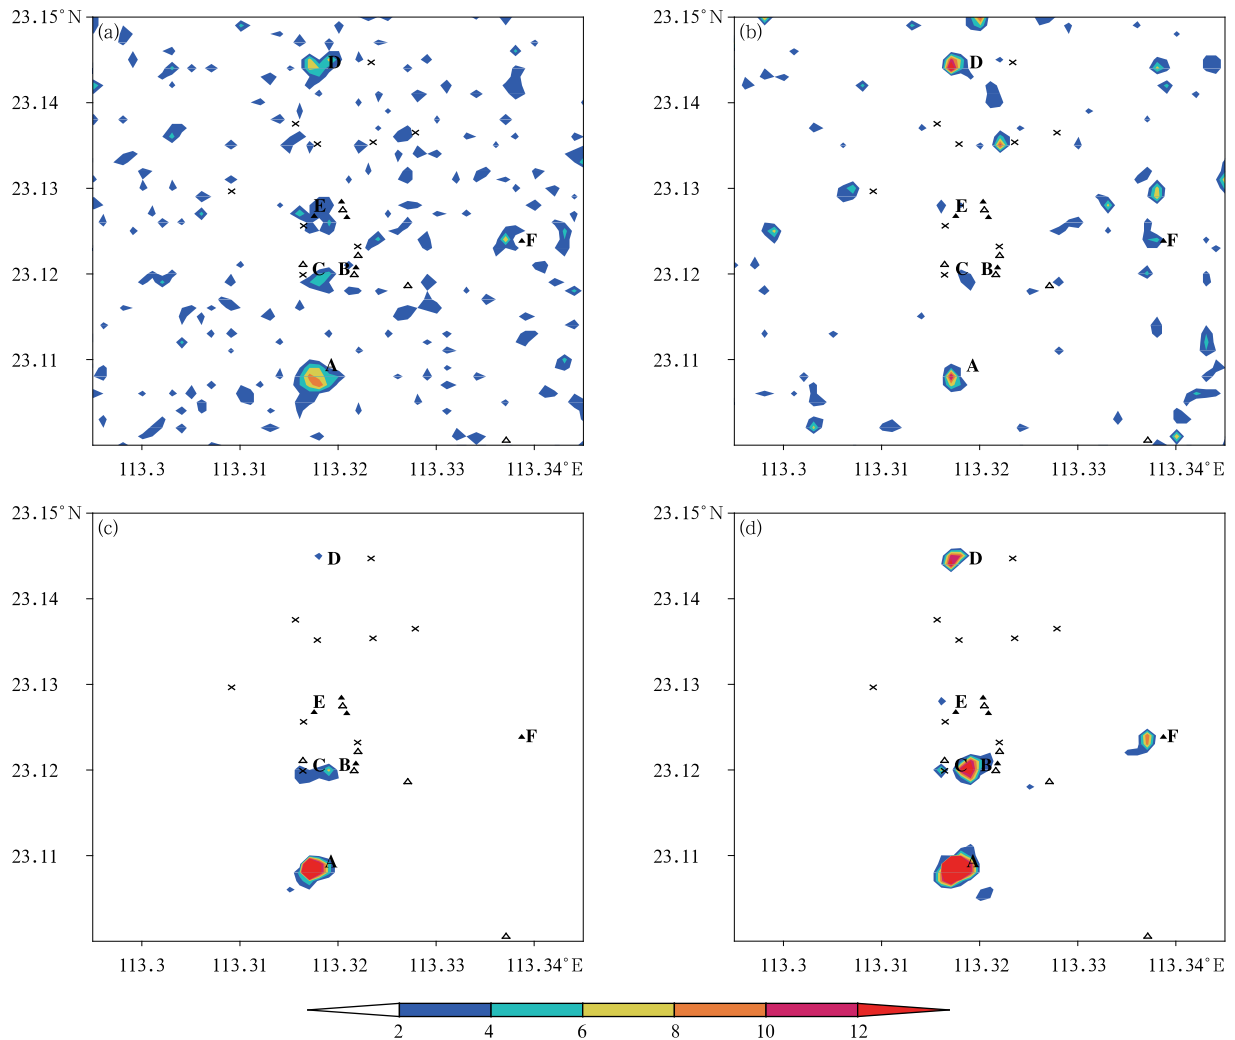 23.15°N (a) 23.15°N (b)
D D
23.14 23.14
23.13 23.13
E E
F F
23.12 C B 23.12 C B
23.11 A 23.11 A
113.3 113.31 113.32 113.33 113.34°E 113.3 113.31 113.32 113.33 113.34°E
23.15°N (c) 23.15°N (d)
D D
23.14 23.14
23.13 23.13
E E
F F
23.12 C B 23.12 C B
23.11 A 23.11 A
113.3 113.31 113.32 113.33 113.34°E 113.3 113.31 113.32 113.33 113.34°E
2 4 6 8 10 12